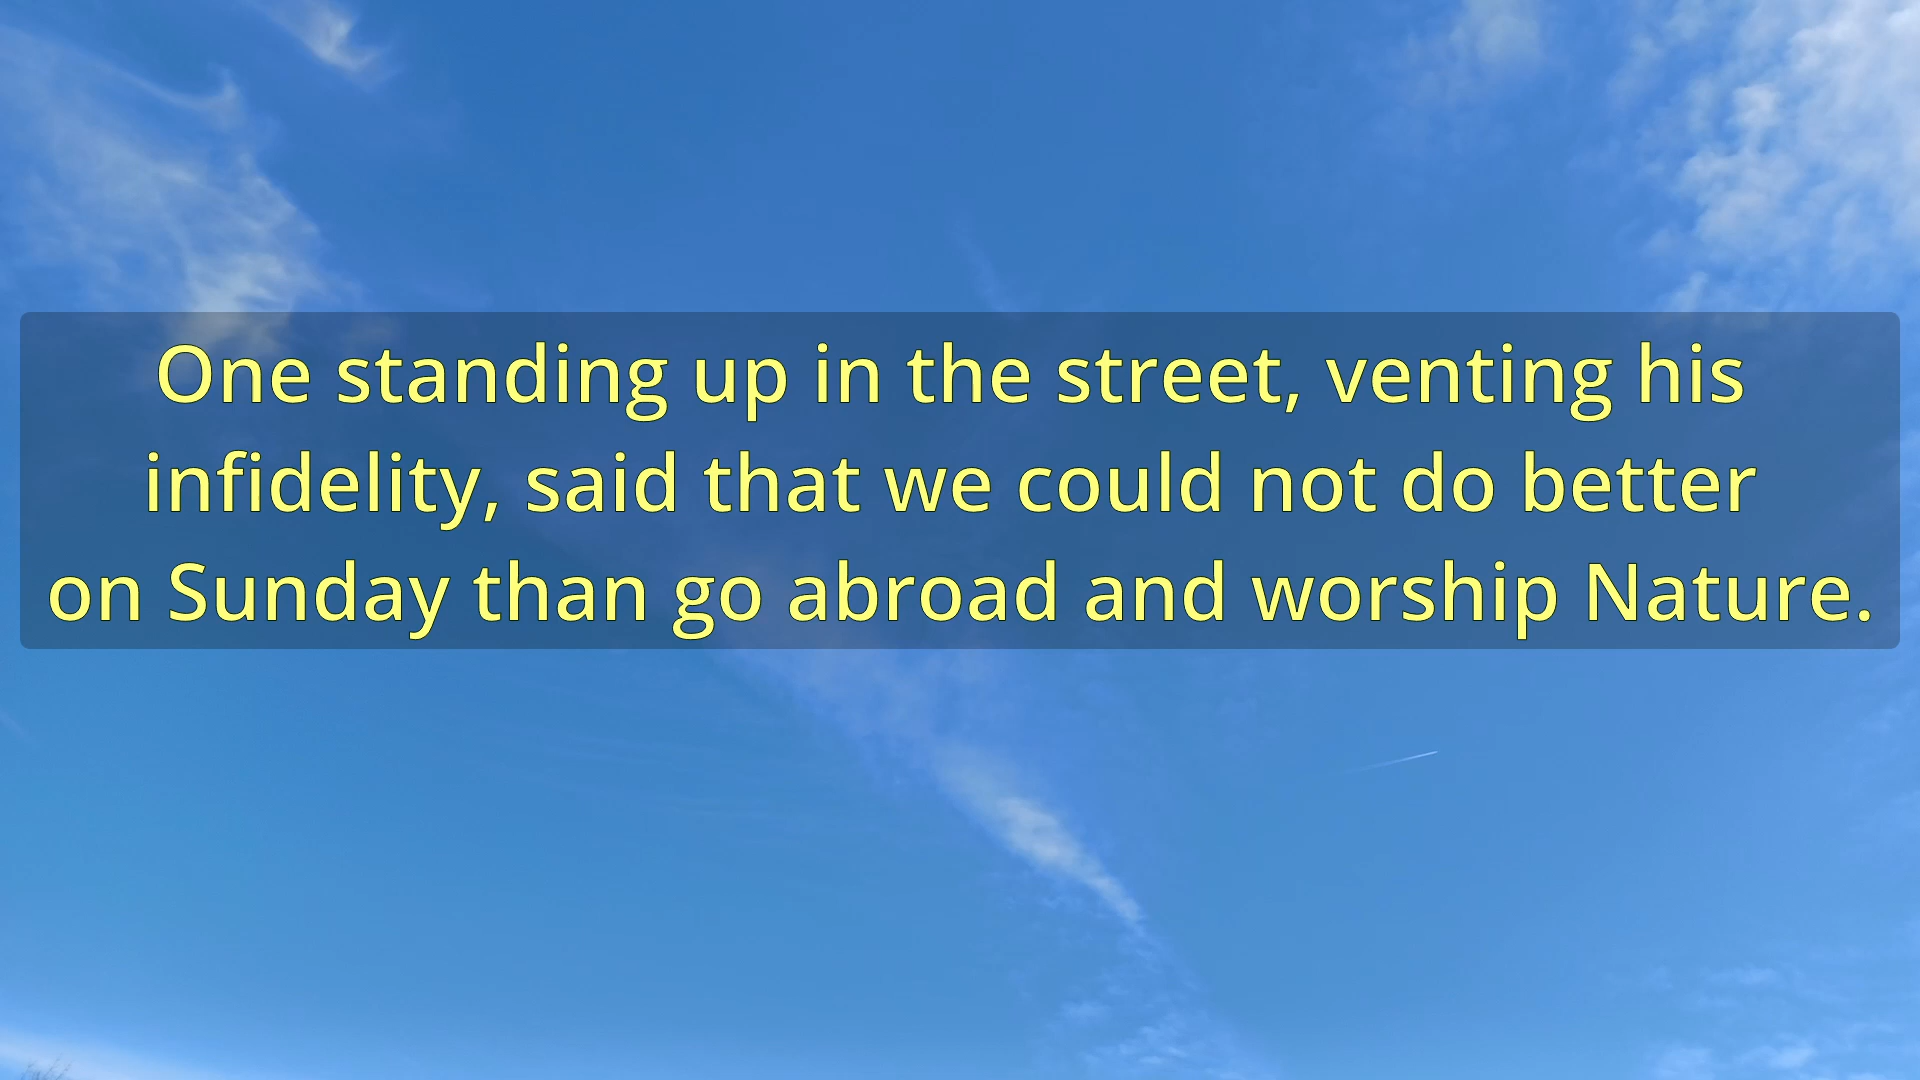 One standing up in the street, venting his
infidelity, said that we could not do better
on Sunday than go abroad and worship Nature.